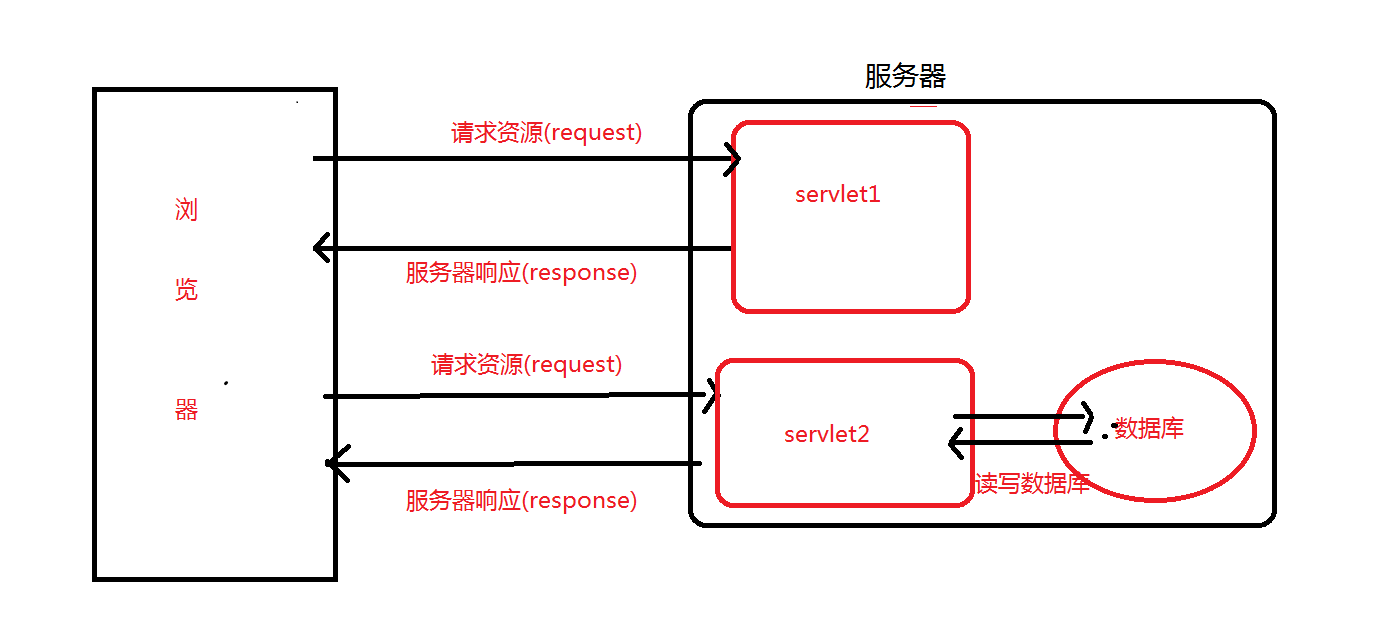 服务器
请求资源(request)
servlet1
浏
览
器
服务器响应(response)
请求资源(request)
servlet2
数据库
读写数据库
服务器响应(response)